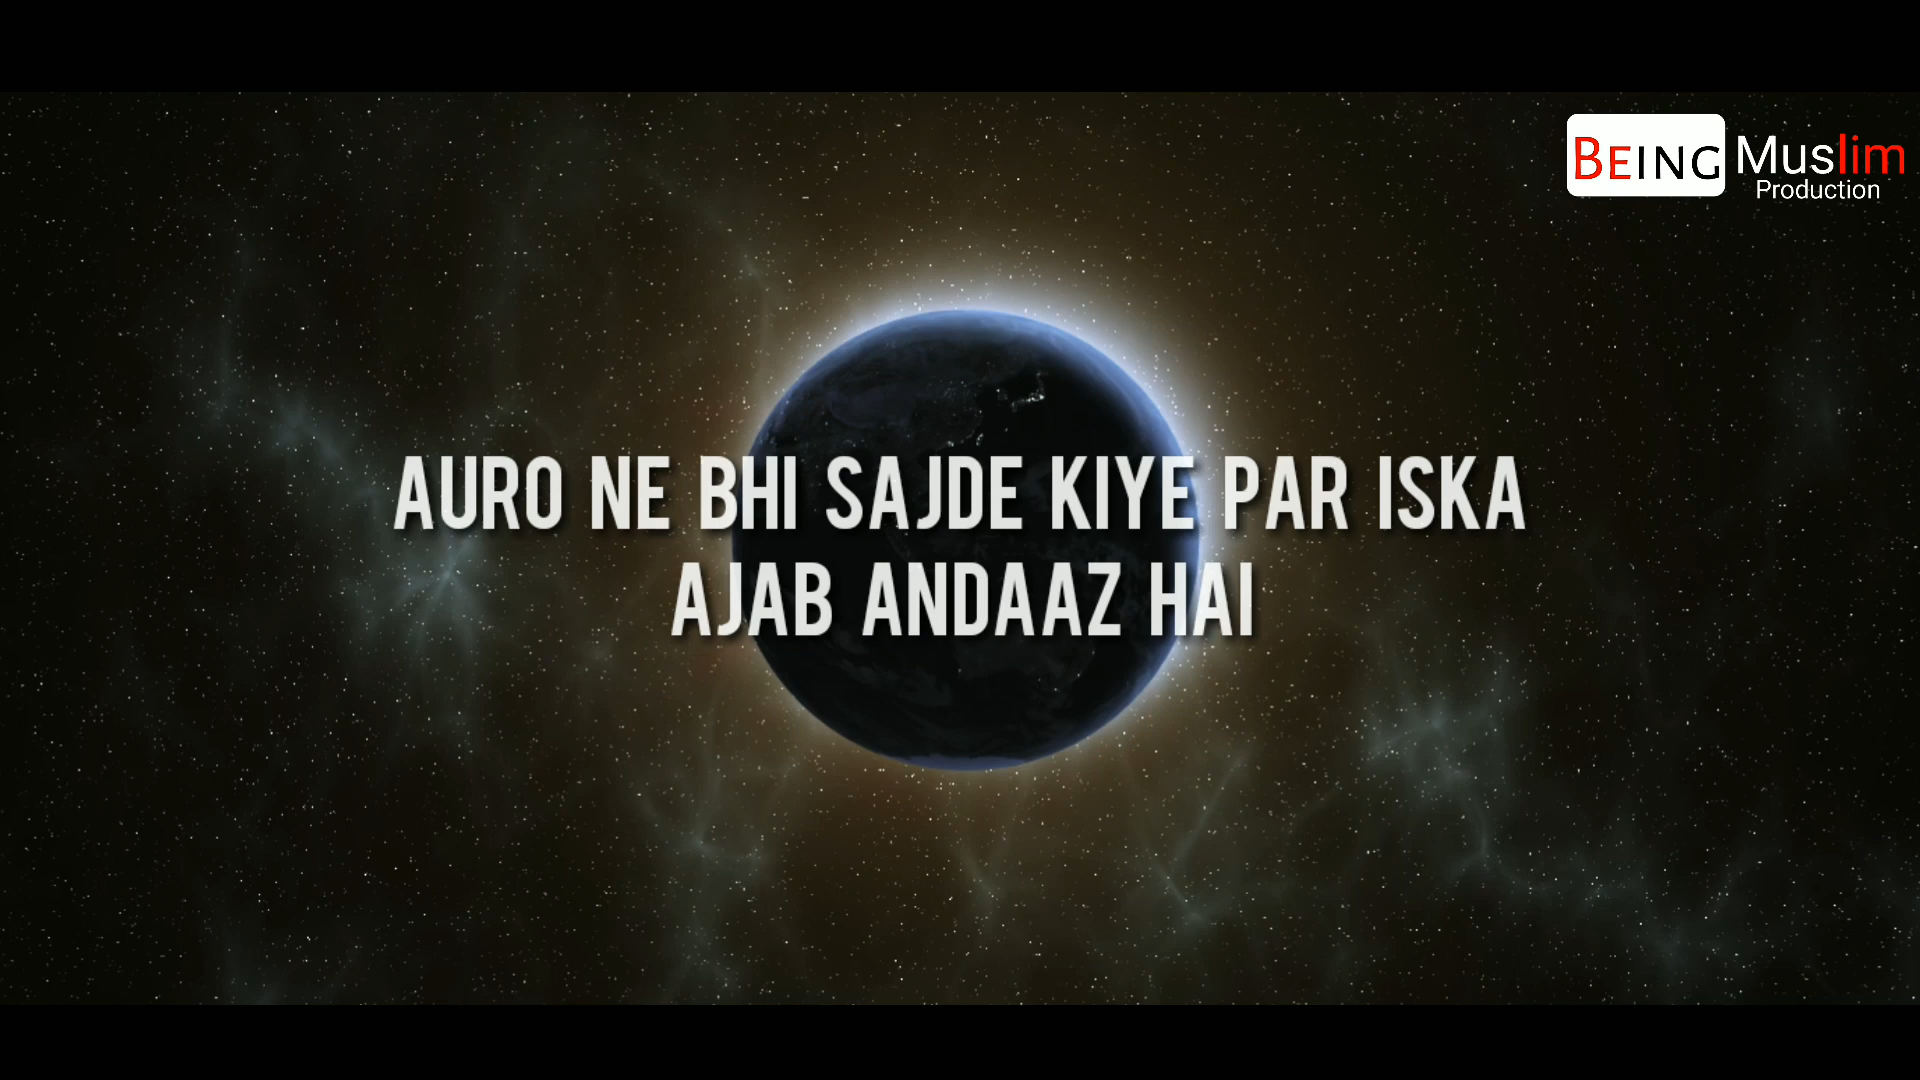 BEING Muslim
Production
AURO NE BHI SAJDE KIYE PAR ISKA
AJAB ANDAAZ HAI